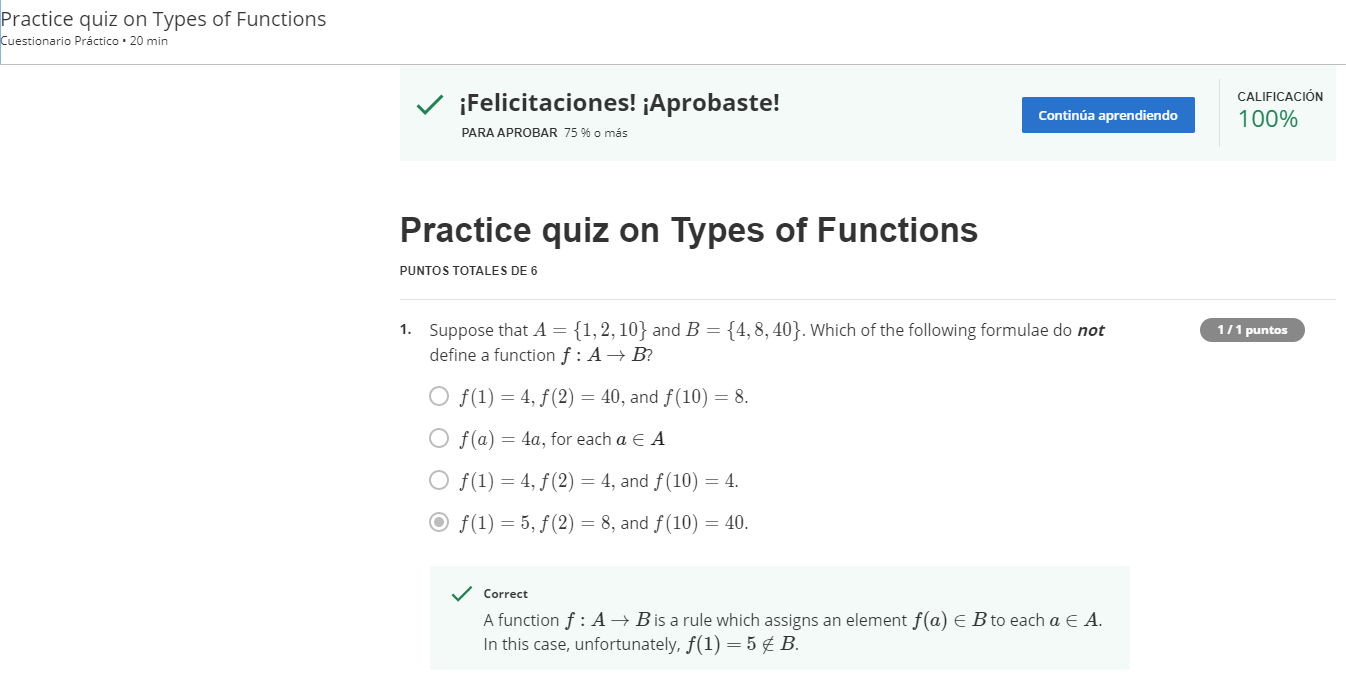 Practice quiz on Types of Functions
Cuestionario Práctico • 20 min
¡Felicitaciones! ¡Aprobaste!
PARA APROBAR 75 % o más
Continúa aprendiendo
CALIFICACIÓN
100%
Practice quiz on Types of Functions
PUNTOS TOTALES DE 6
1. Suppose that A = {1, 2, 10} and B = {4, 8, 40}. Which of the following formulae do not
define a function f : A → B?
1 / 1 puntos
f(1) = 4, f(2) = 40, and f(10) = 8.
f(a) = 4a, for each a ∈ A
f(1) = 4, f(2) = 4, and f(10) = 4.
f(1) = 5, f(2) = 8, and f(10) = 40.
Correct
A function f : A → B is a rule which assigns an element f(a) ∈ B to each a ∈ A.
In this case, unfortunately, f(1) = 5 ∉ B.